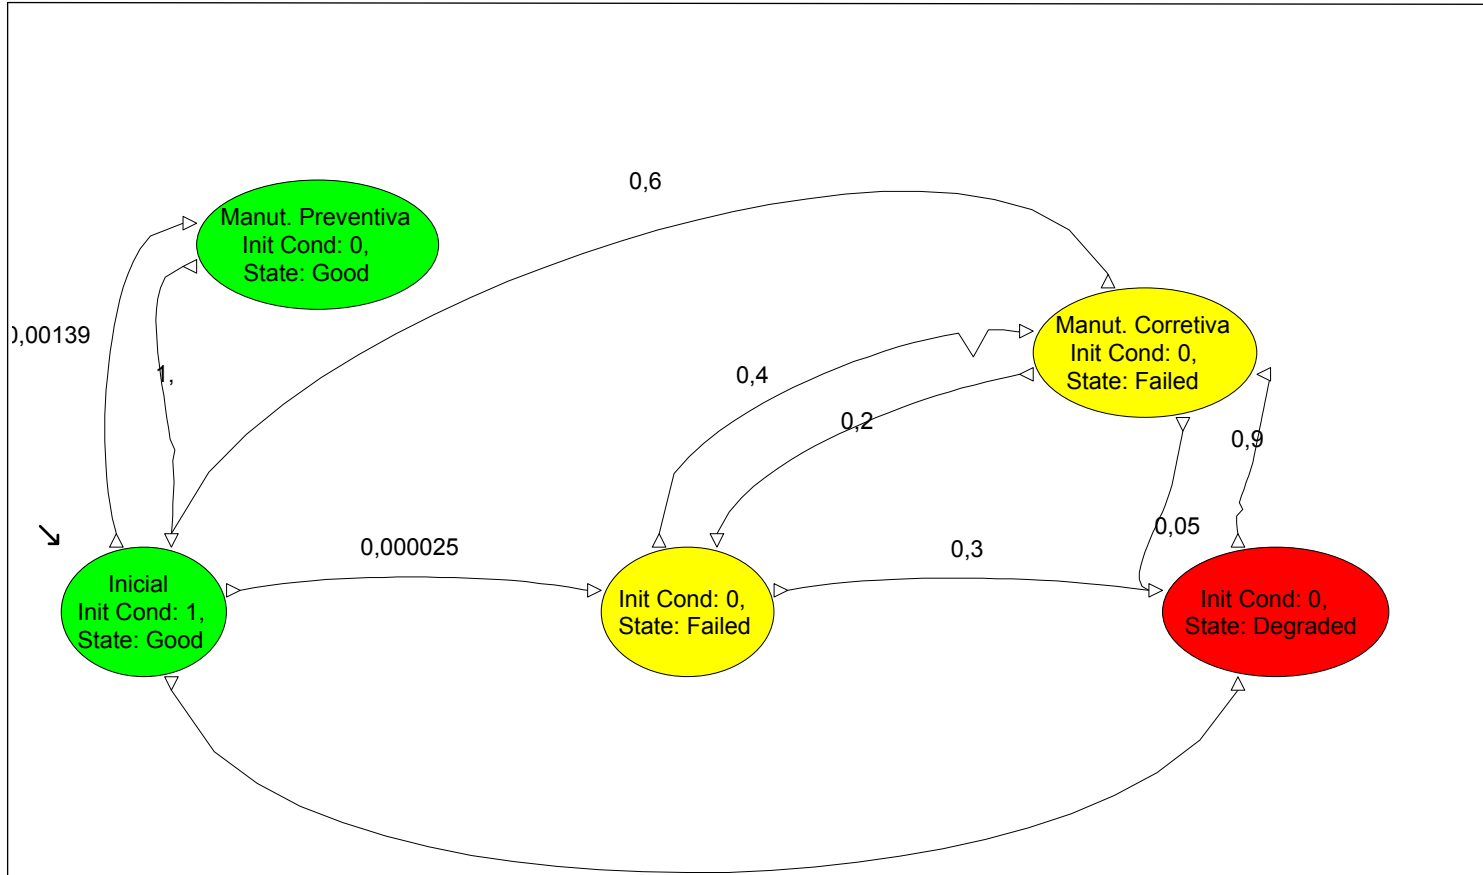 0,6
Manut. Preventiva
Init Cond: 0,
State: Good
0,00139
1,
Manut. Corretiva
Init Cond: 0,
State: Failed
0,4
0,2
0,9
0,05
0,000025
0,3
Inicial
Init Cond: 1,
State: Good
Init Cond: 0,
State: Failed
Init Cond: 0,
State: Degraded